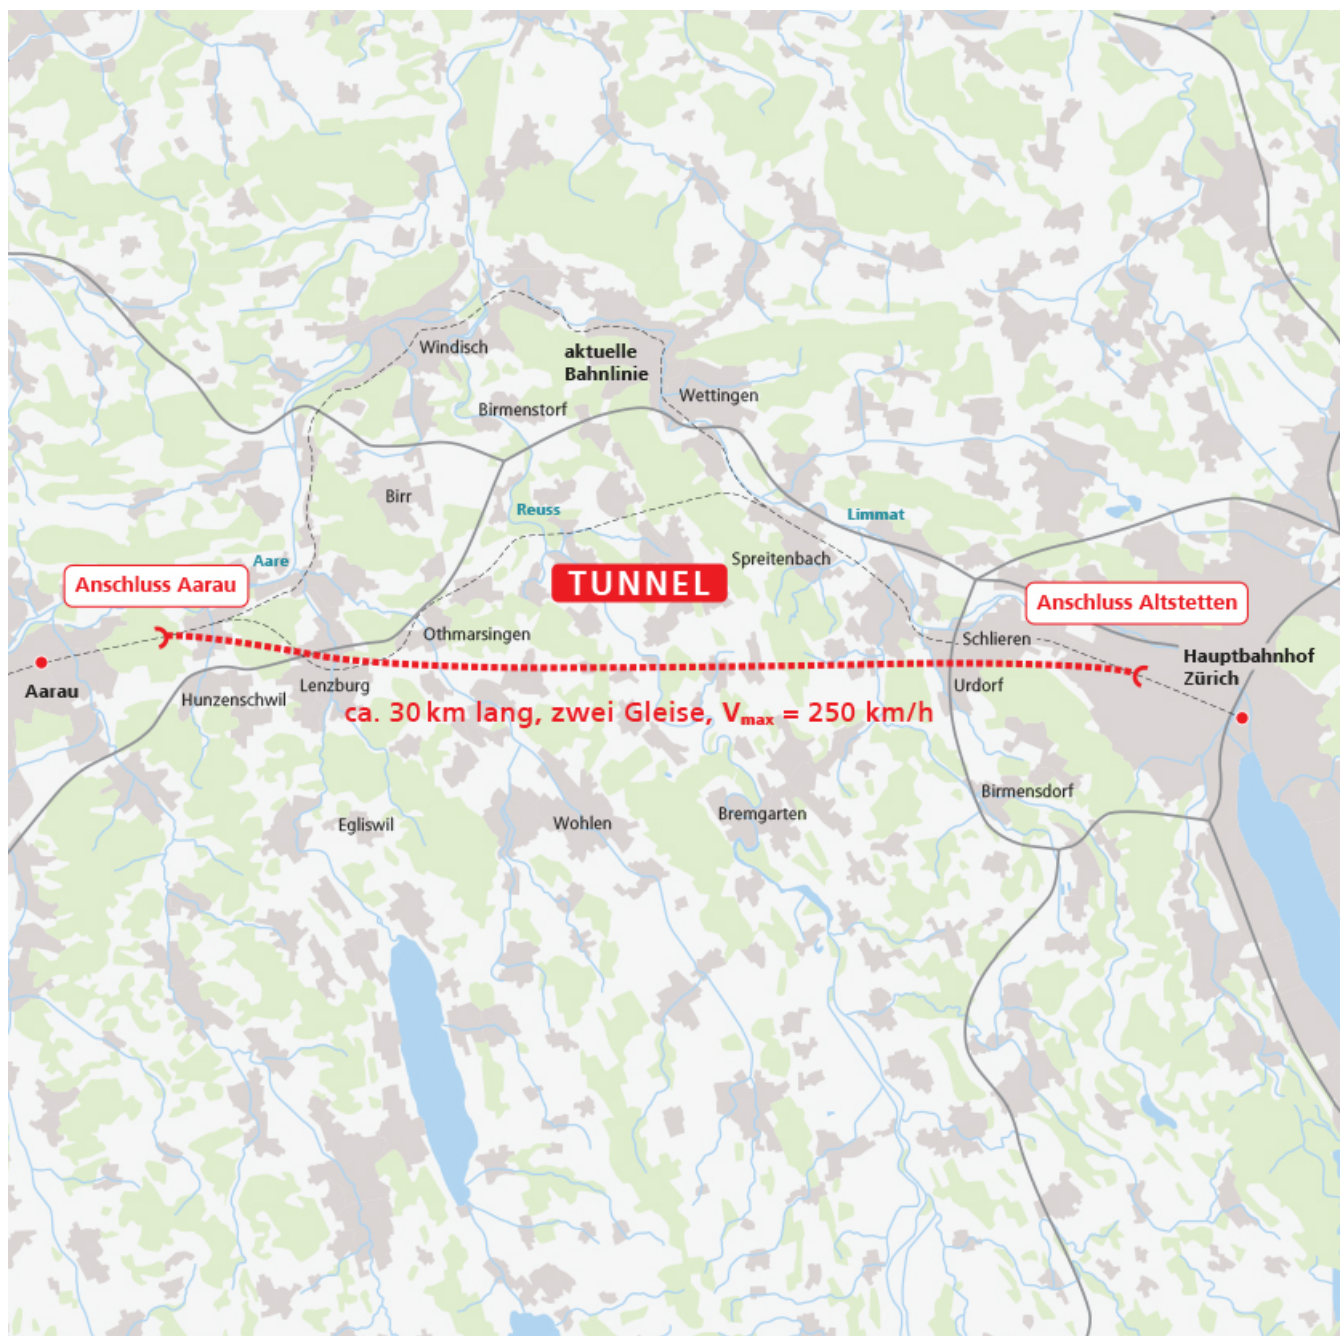 Windisch
aktuelle
Bahnlinie
Wettingen
Birmenstorf
Birr
Reuss
Limmat
Aare
Spreitenbach
Anschluss Aarau
TUNNEL
Anschluss Altstetten
Othmarsingen
Schlieren
Hauptbahnhof
Zürich
Aarau
Lenzburg
Urdorf
Hunzenschwil
ca. 30 km lang, zwei Gleise, Vmax = 250 km/h
Birmensdorf
Bremgarten
Egliswil
Wohlen